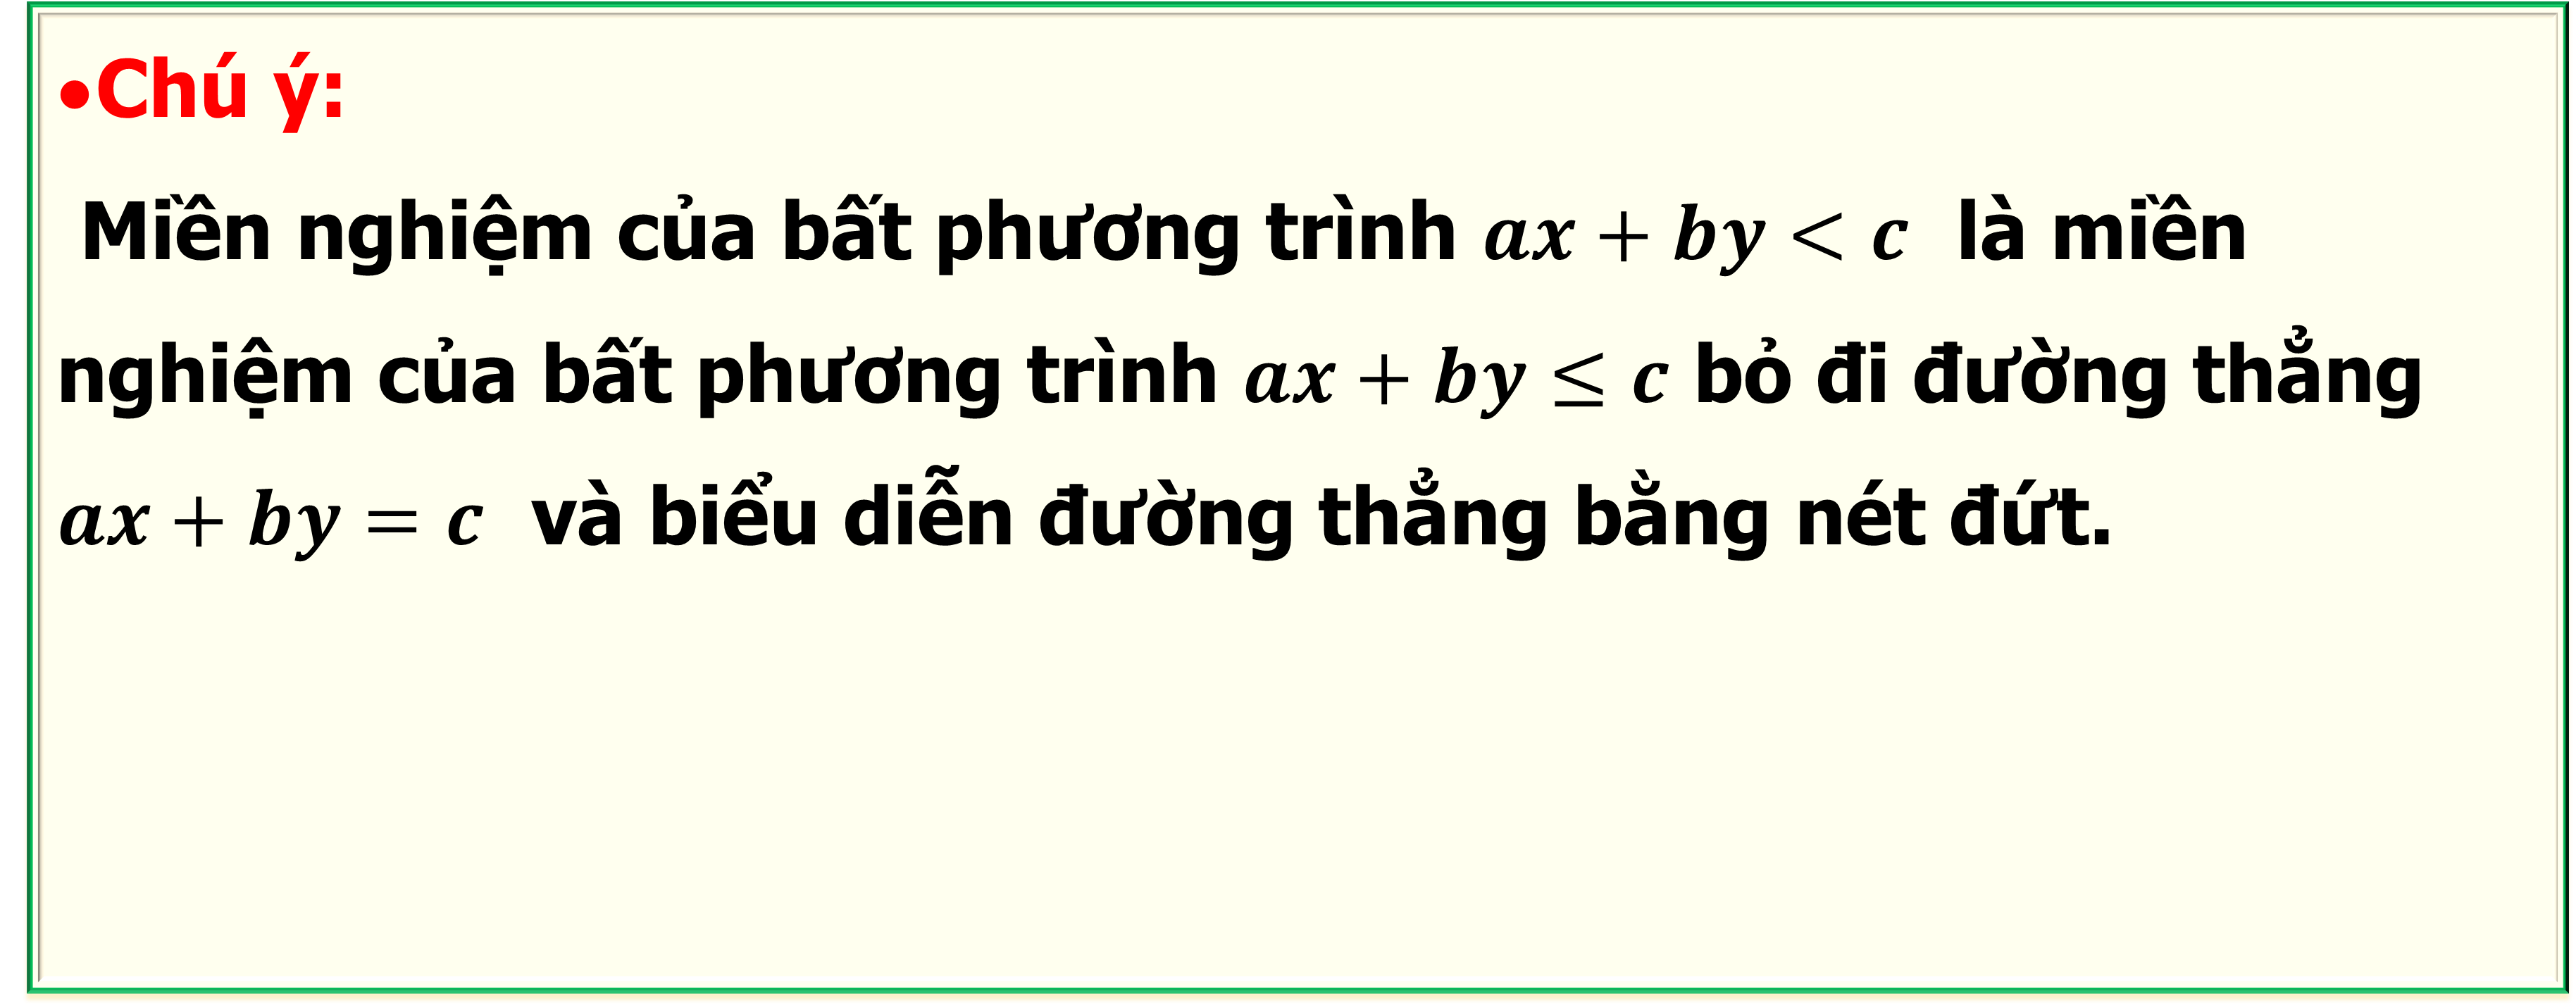 •Chú ý:
Miền nghiệm của bất phương trình ax + by < c là miền
nghiệm của bất phương trình ax + by ≤ c bỏ đi đường thẳng
ax + by = c và biểu diễn đường thẳng bằng nét đứt.